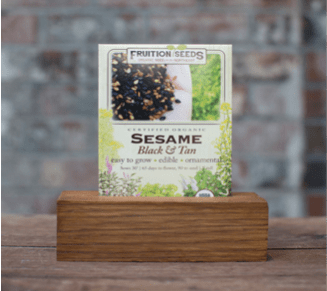 FRUITION SEEDS
CERTIFIED ORGANIC
SESAME
Black & Tan
easy to grow • edible • ornamental